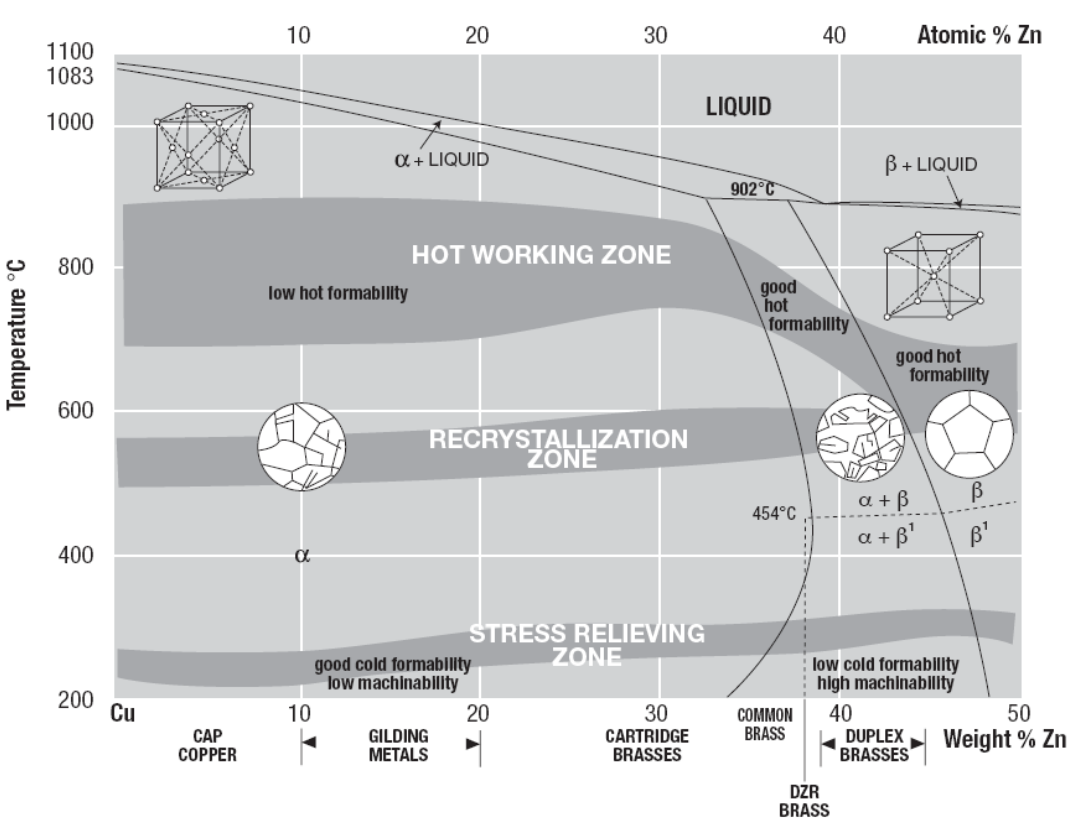 10 20 30 40 Atomic % Zn
1100
1083
1000
800
600
400
200
Temperature °C
LIQUID
α + LIQUID
β + LIQUID
902°C
HOT WORKING ZONE
low hot formability
good
hot
formability
good hot
formability
RECRYSTALLIZATION
ZONE
454°C
α + β
β
α + β¹
β¹
α
STRESS RELIEVING
ZONE
good cold formability
low machinability
low cold formability
high machinability
Cu 10 20 30 40 50
Weight % Zn
CAP
COPPER
GILDING
METALS
CARTRIDGE
BRASSES
COMMON
BRASS
DUPLEX
BRASSES
DZR
BRASS